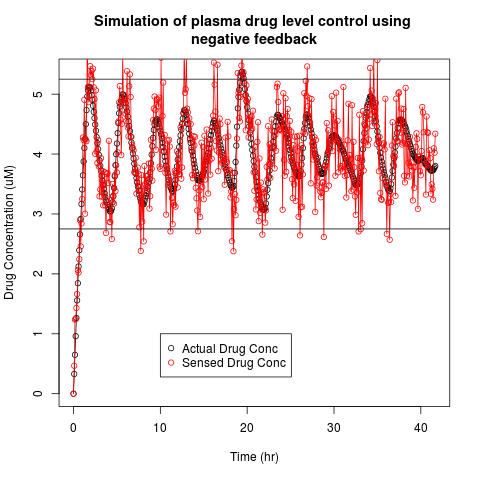 Simulation of plasma drug level control using
negative feedback
Drug Concentration (uM)
5
4
3
2
1
0
Actual Drug Conc
Sensed Drug Conc
0 10 20 30 40
Time (hr)